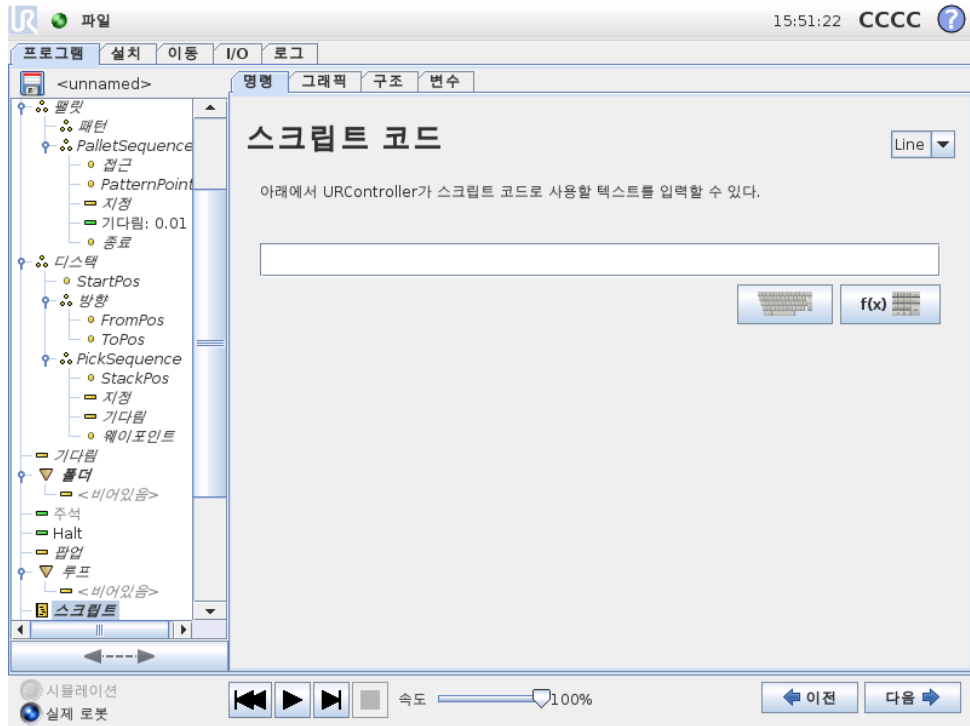 UR 파일 15:51:22 CCCC ?
프로그램 설치 이동 I/O 로그
<unnamed>
명령 그래픽 구조 변수
팰릿
패턴
PalletSequence
접근
PatternPoint
지정
기다림: 0.01
종료
디스택
StartPos
방향
FromPos
ToPos
PickSequence
StackPos
지정
기다림
웨이포인트
기다림
폴더
<비어있음>
주석
Halt
팝업
루프
<비어있음>
스크립트
스크립트 코드
Line
아래에서 URController가 스크립트 코드로 사용할 텍스트를 입력할 수 있다.
f(x)
시뮬레이션
실제 로봇
속도 100%
이전 다음